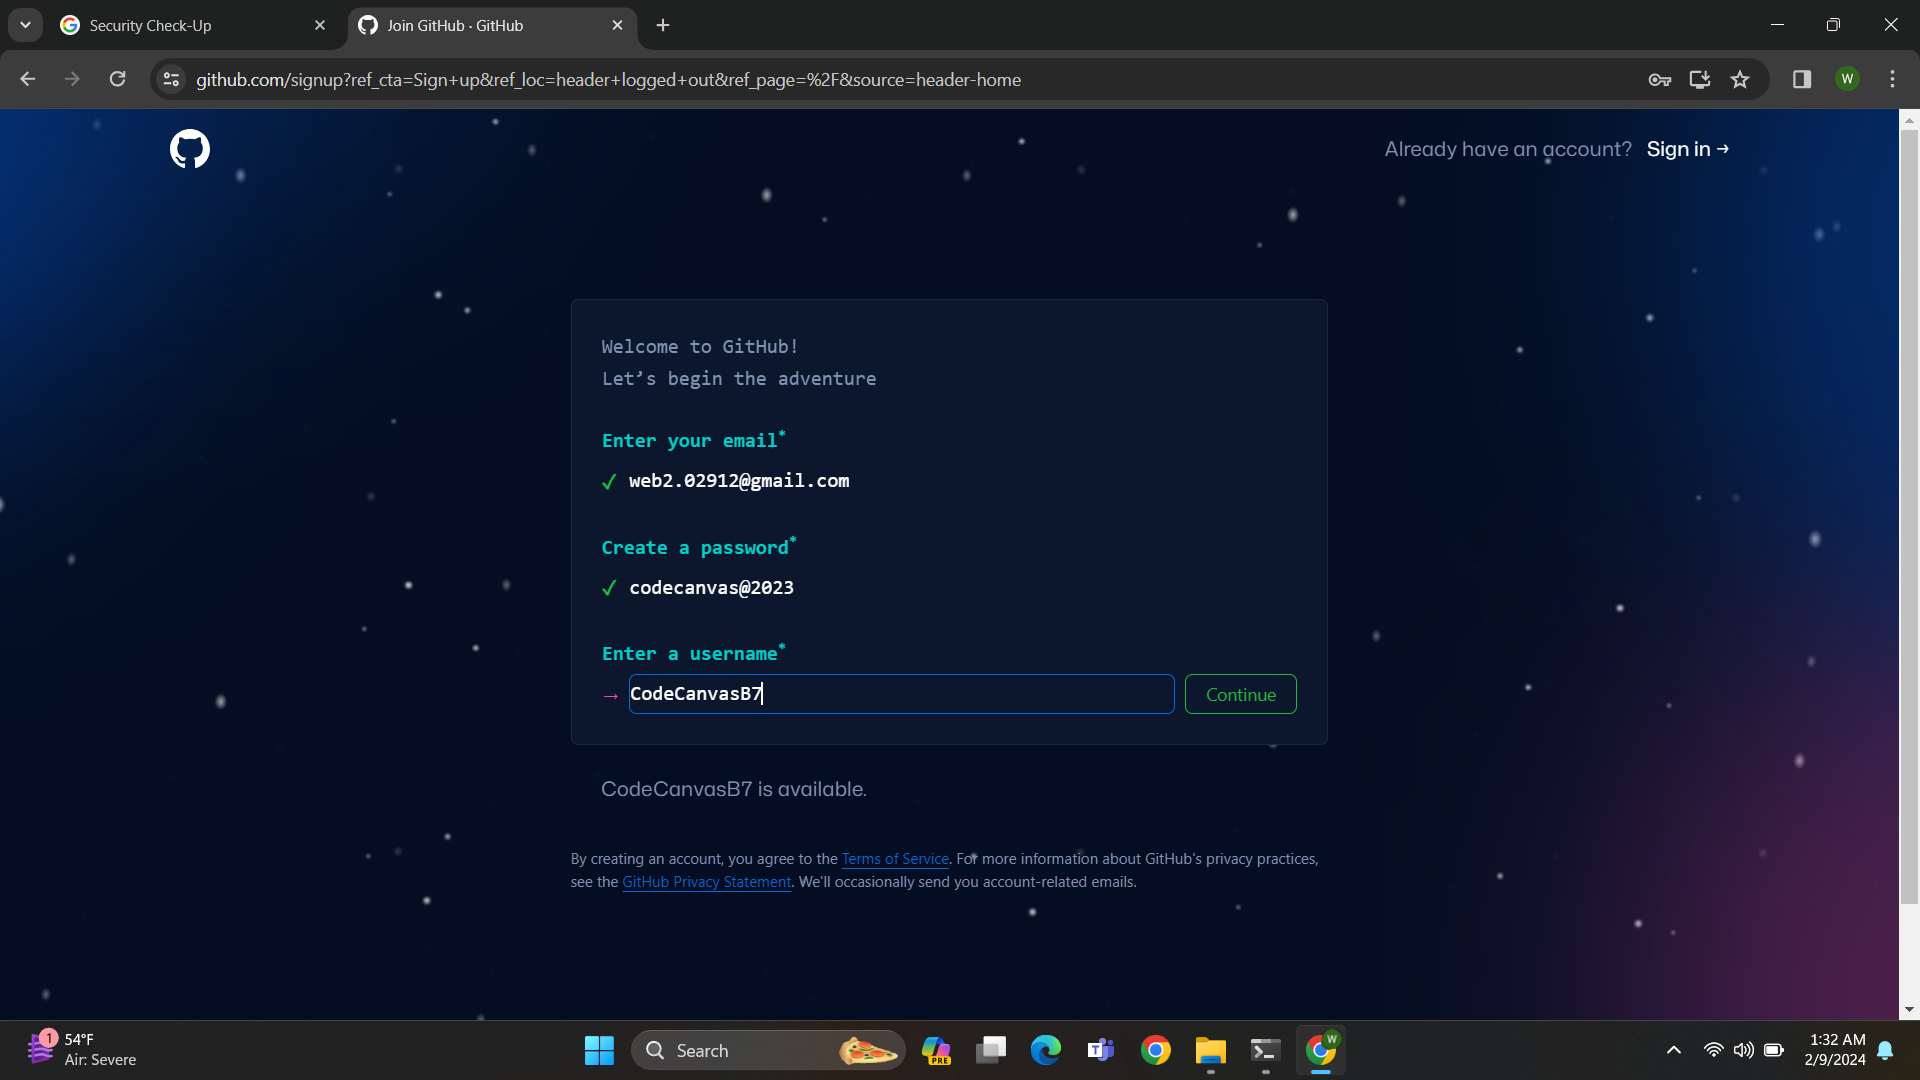 Security Check-Up
Join GitHub · GitHub
github.com/signup?ref_cta=Sign+up&ref_loc=header+logged+out&ref_page=%2F&source=header-home
W
Already have an account? Sign in →
Welcome to GitHub!
Let’s begin the adventure
Enter your email*
✓ web2.02912@gmail.com
Create a password*
✓ codecanvas@2023
Enter a username*
→ CodeCanvasB7
Continue
CodeCanvasB7 is available.
By creating an account, you agree to the Terms of Service. For more information about GitHub's privacy practices,
see the GitHub Privacy Statement. We'll occasionally send you account-related emails.
1
54°F
Air: Severe
Search
PRE
W
1:32 AM
2/9/2024